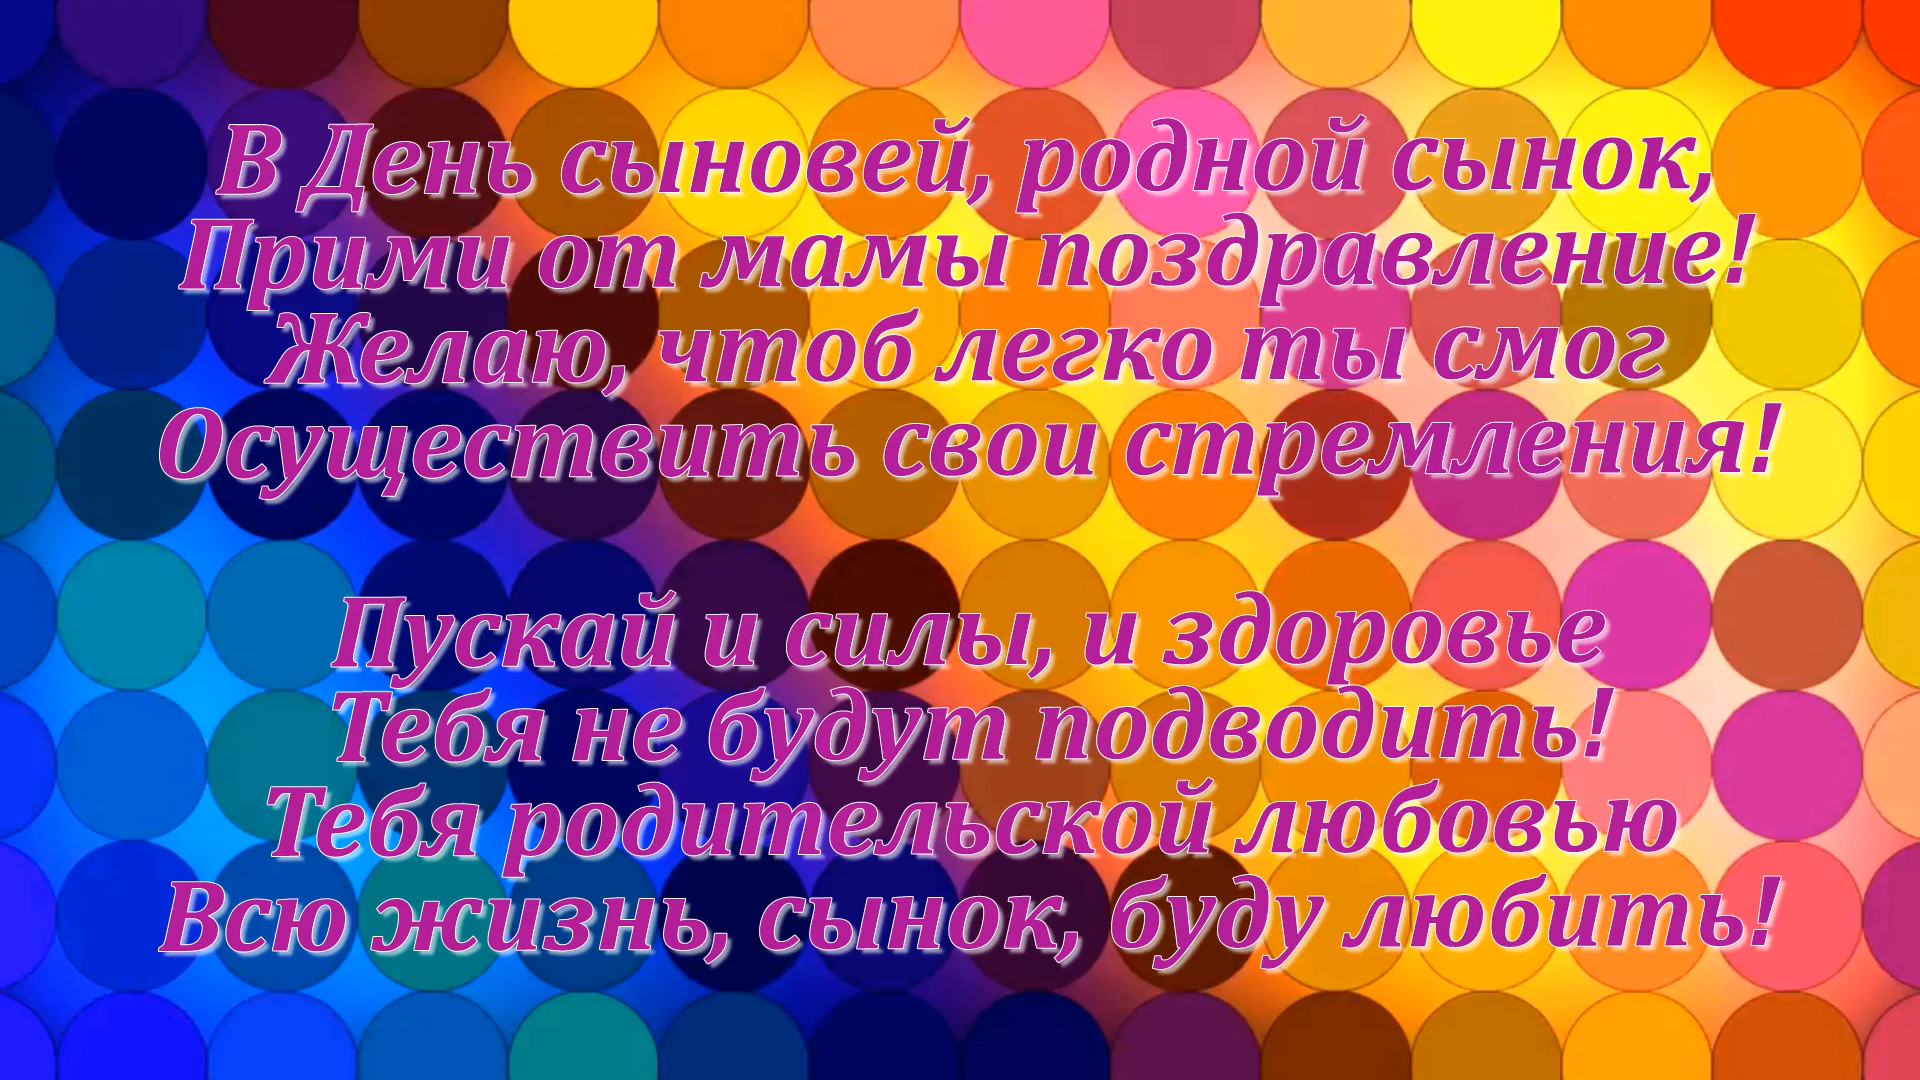 В День сыновей, родной сынок,
Прими от мамы поздравление!
Желаю, чтоб легко ты смог
Осуществить свои стремления!
Пускай и силы, и здоровье
Тебя не будут подводить!
Тебя родительской любовью
Всю жизнь, сынок, буду любить!